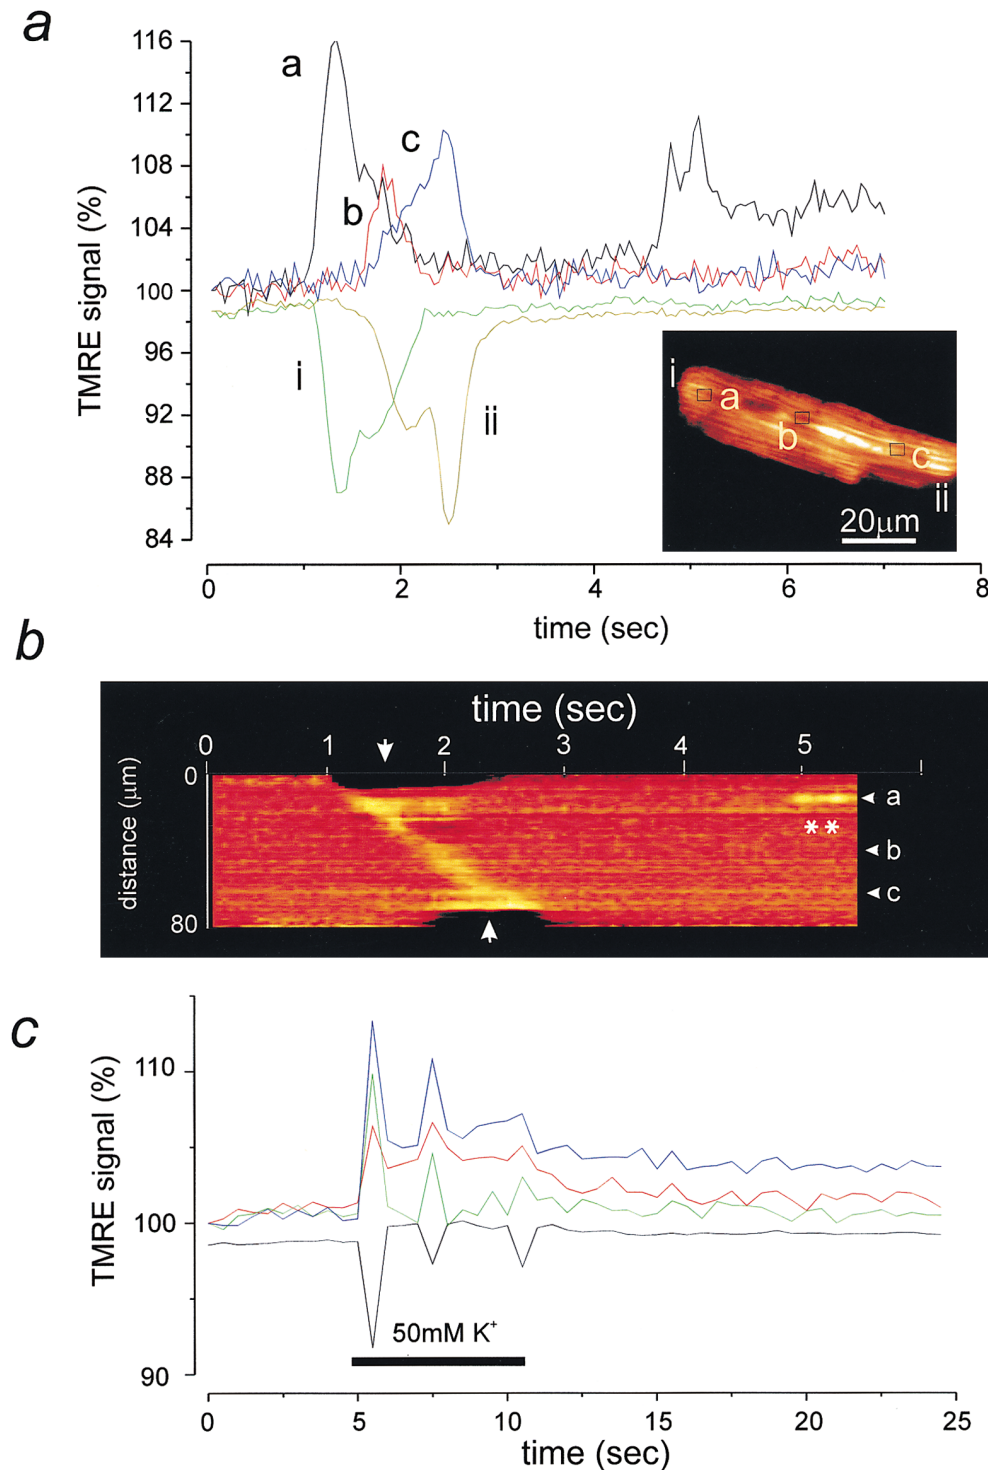 a
116
112
108
104
100
96
92
88
84
TMRE signal (%)
a
b
c
i
ii
i
a
b
c
ii
20μm
0
2
4
6
8
time (sec)
b
time (sec)
0
1
2
3
4
5
0
80
distance (μm)
a
**
b
c
c
110
100
90
TMRE signal (%)
50mM K⁺
0
5
10
15
20
25
time (sec)